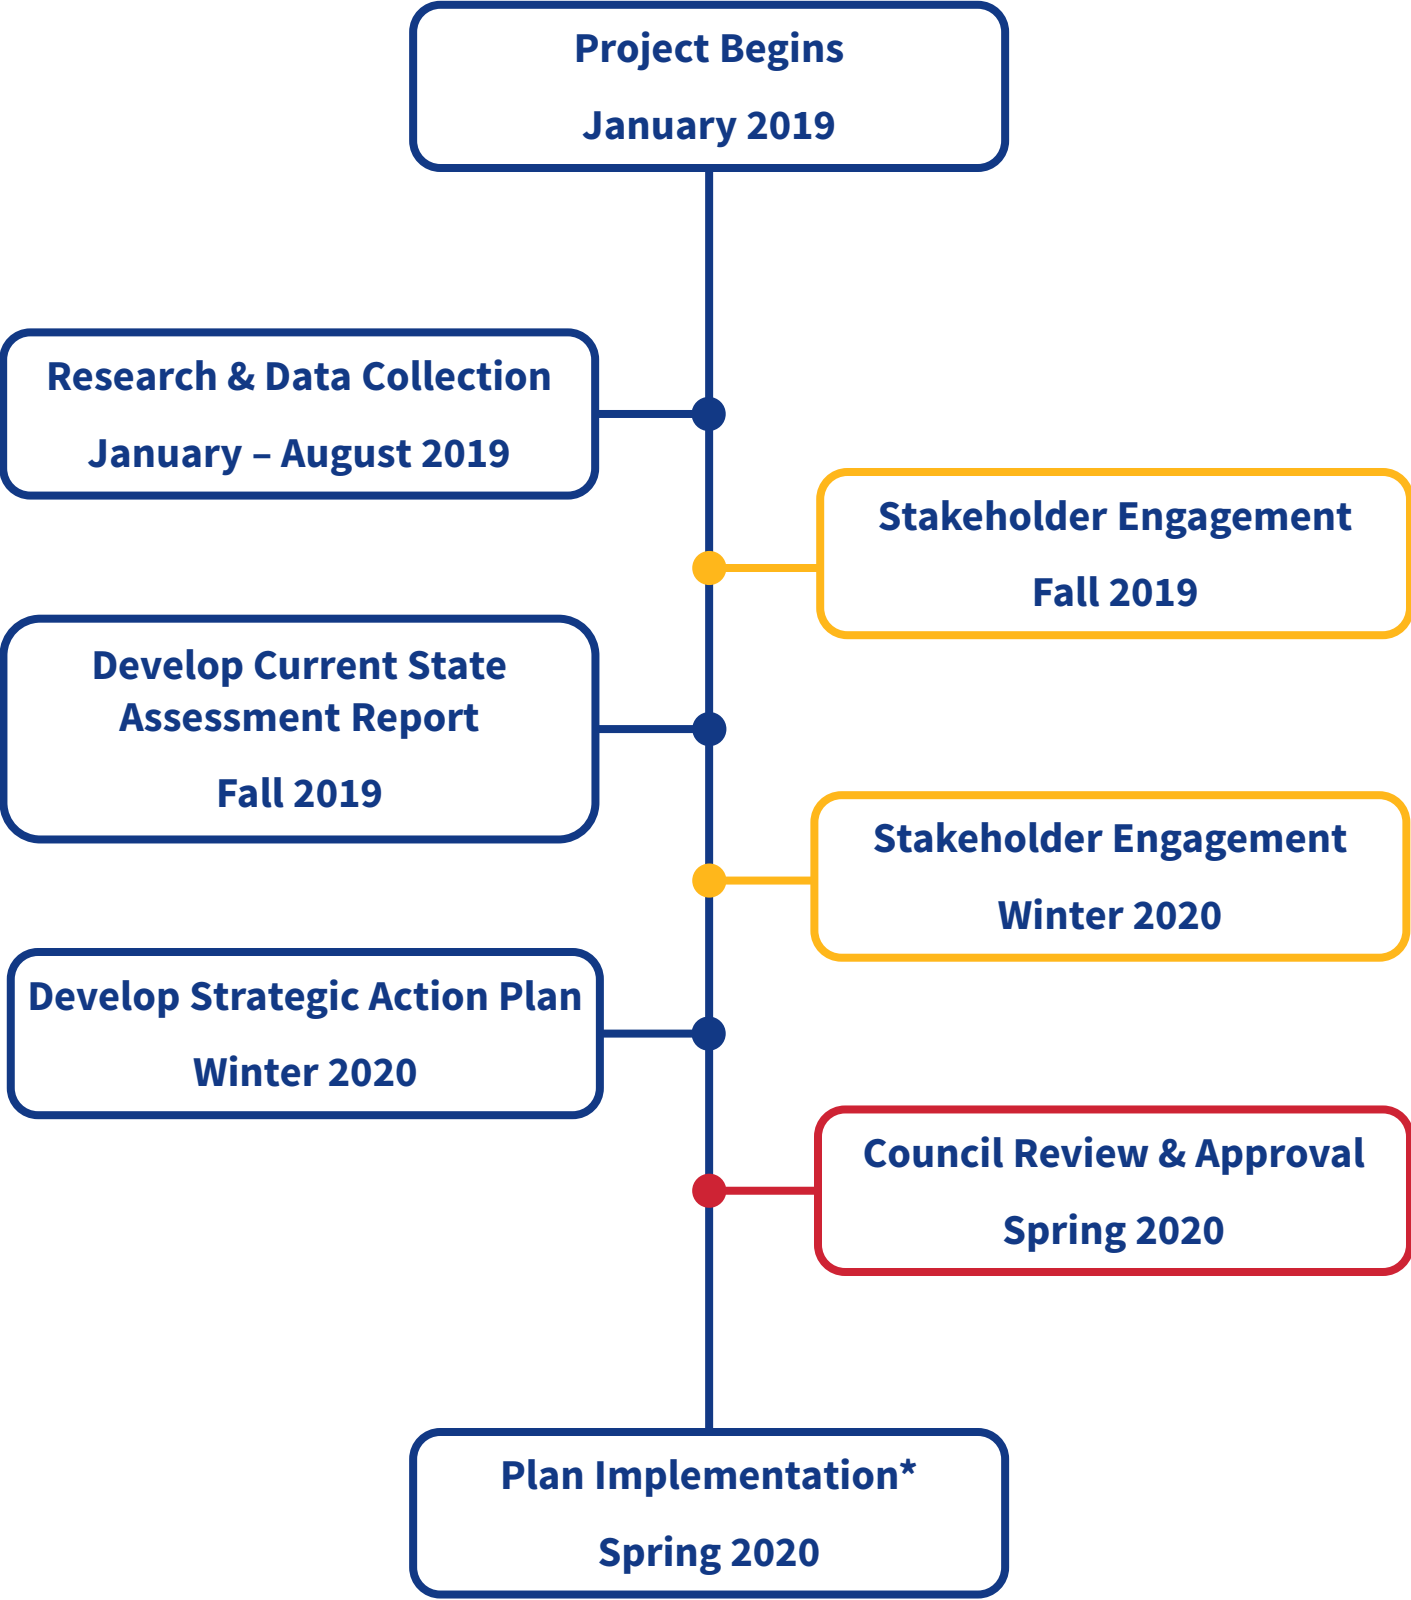 Project Begins
January 2019
Research & Data Collection
January – August 2019
Stakeholder Engagement
Fall 2019
Develop Current State
Assessment Report
Fall 2019
Stakeholder Engagement
Winter 2020
Develop Strategic Action Plan
Winter 2020
Council Review & Approval
Spring 2020
Plan Implementation*
Spring 2020